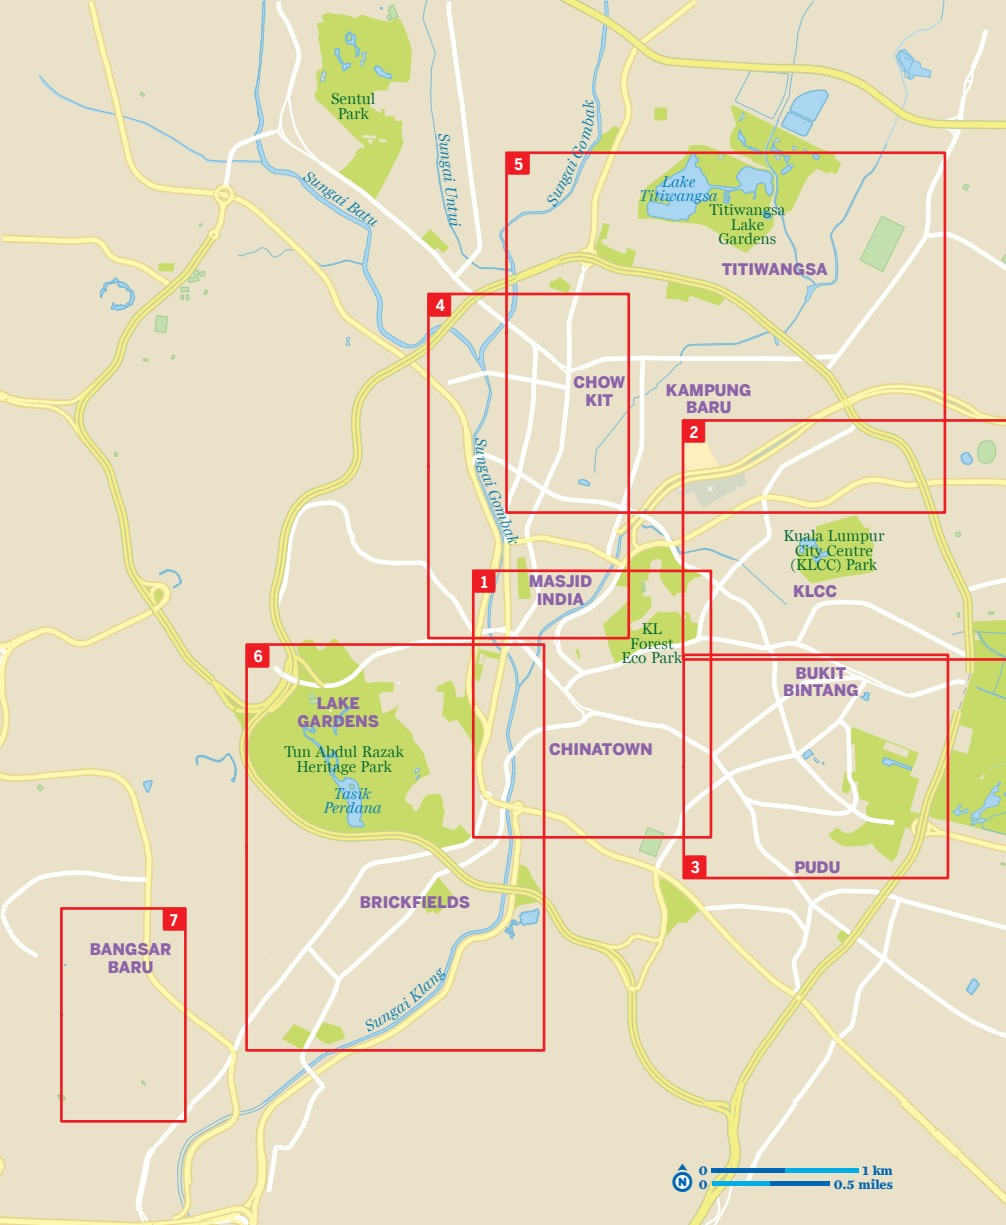 Sentul
Park
Sungai Batu
Sungai Untut
Sungai Gombak
5
Lake
Titiwangsa
Titiwangsa
Lake
Gardens
TITIWANGSA
4
CHOW
KIT
KAMPUNG
BARU
2
Sungai Gombak
Kuala Lumpur
City Centre
(KLCC) Park
KLCC
1
MASJID
INDIA
KL
Forest
Eco Park
6
BUKIT
BINTANG
LAKE
GARDENS
CHINATOWN
Tun Abdul Razak
Heritage Park
Tasik
Perdana
3
PUDU
BRICKFIELDS
7
BANGSAR
BARU
Sungai Klang
N
0 1 km
0 0.5 miles